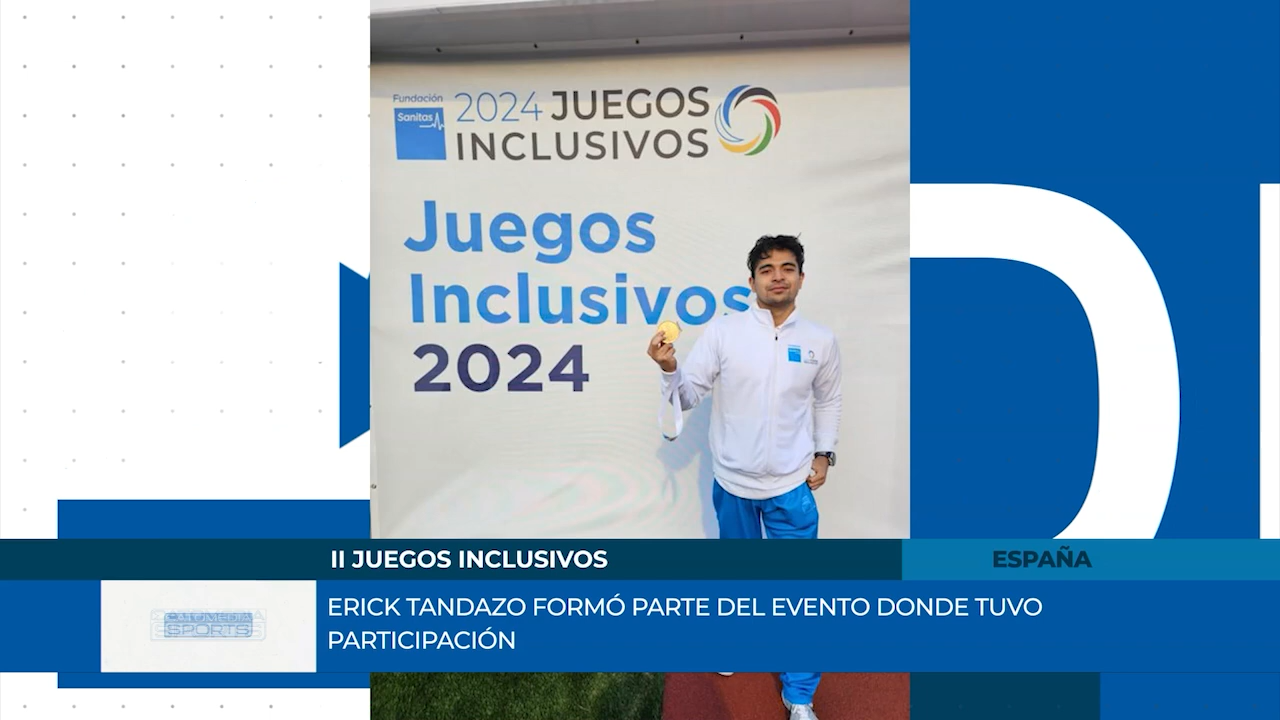 Fundación
Sanitas
2024 JUEGOS
INCLUSIVOS
Juegos
Inclusivos
2024
II JUEGOS INCLUSIVOS
ESPAÑA
ERICK TANDAZO FORMÓ PARTE DEL EVENTO DONDE TUVO
PARTICIPACIÓN
SPORTS